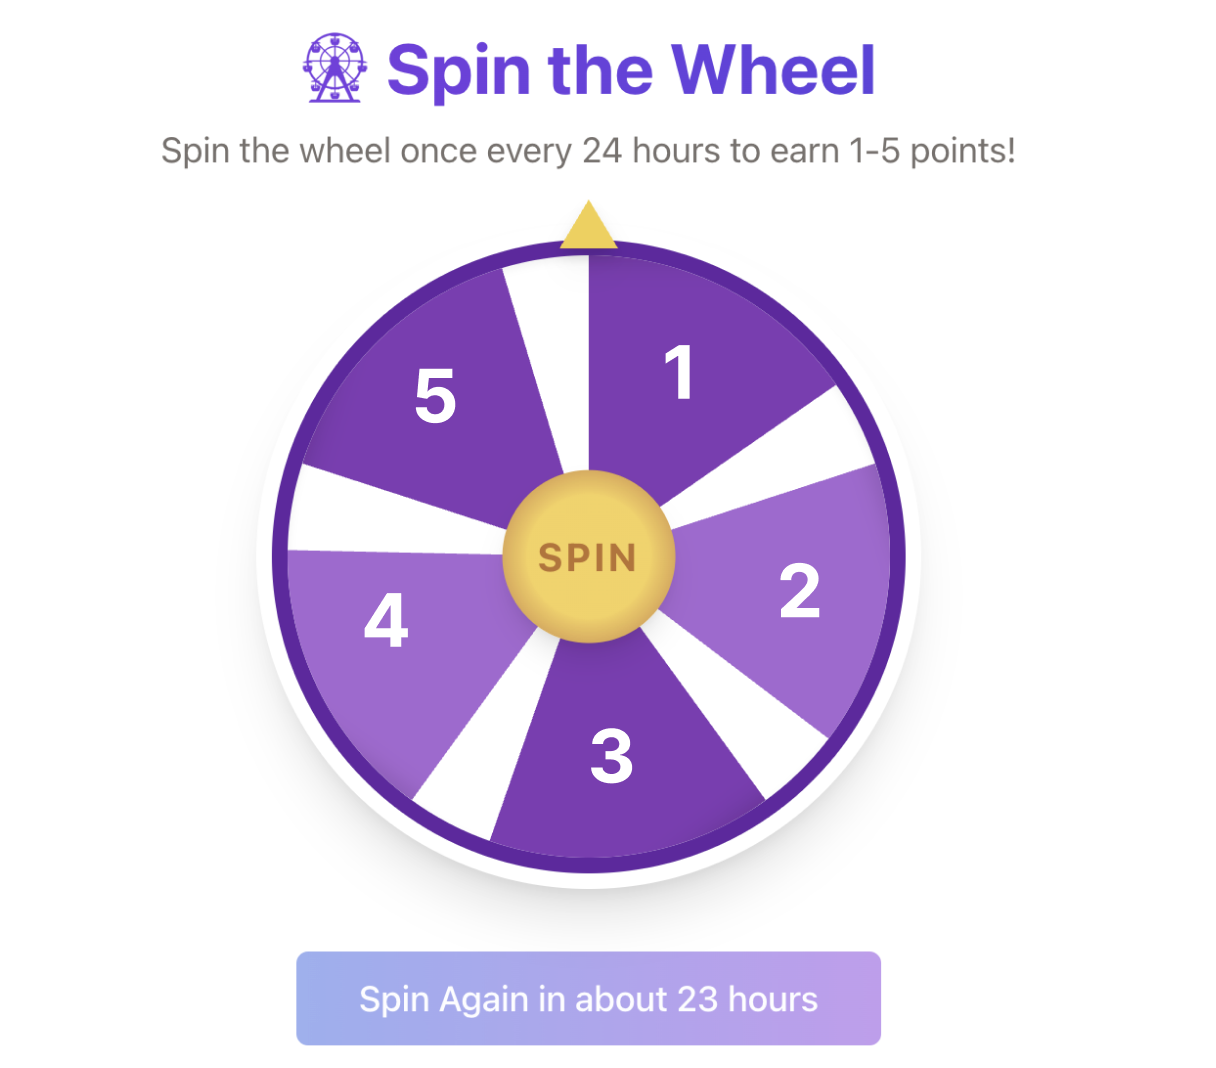 Spin the Wheel
Spin the wheel once every 24 hours to earn 1-5 points!
1
2
3
4
5
SPIN
Spin Again in about 23 hours